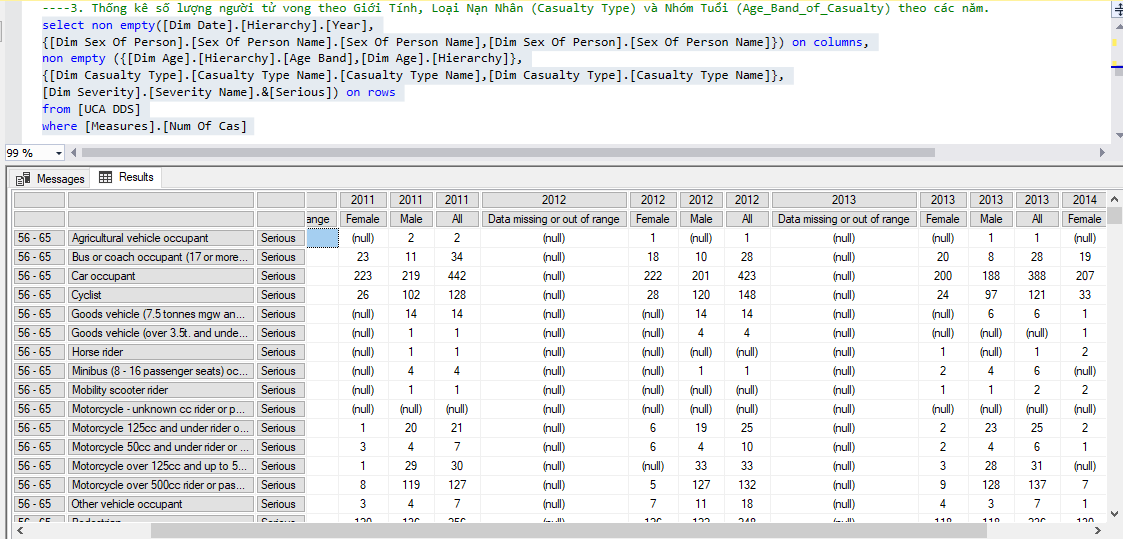 ----3. Thống kê số lượng người tử vong theo Giới Tính, Loại Nạn Nhân (Casualty Type) và Nhóm Tuổi (Age_Band_of_Casualty) theo các năm.
select non empty([Dim Date].[Hierarchy].[Year],
{[Dim Sex Of Person].[Sex Of Person Name].[Sex Of Person Name],[Dim Sex Of Person].[Sex Of Person Name]}) on columns,
non empty ({[Dim Age].[Hierarchy].[Age Band],[Dim Age].[Hierarchy]},
{[Dim Casualty Type].[Casualty Type Name].[Casualty Type Name],[Dim Casualty Type].[Casualty Type Name]},
[Dim Severity].[Severity Name].&[Serious]) on rows
from [UCA DDS]
where [Measures].[Num Of Cas]
99 %
Messages Results
2011 2011 2011 2012 2012 2012 2012 2013 2013 2013 2013 2014
ange Female Male All Data missing or out of range Female Male All Data missing or out of range Female Male All Female
56 - 65 Agricultural vehicle occupant Serious (null) 2 2 (null) 1 (null) 1 (null) (null) 1 1 (null)
56 - 65 Bus or coach occupant (17 or more... Serious 23 11 34 (null) 18 10 28 (null) 20 8 28 19
56 - 65 Car occupant Serious 223 219 442 (null) 222 201 423 (null) 200 188 388 207
56 - 65 Cyclist Serious 26 102 128 (null) 28 120 148 (null) 24 97 121 33
56 - 65 Goods vehicle (7.5 tonnes mgw an... Serious (null) 14 14 (null) (null) 14 14 (null) (null) 6 6 1
56 - 65 Goods vehicle (over 3.5t. and unde... Serious (null) 1 1 (null) (null) 4 4 (null) (null) (null) (null) 1
56 - 65 Horse rider Serious (null) 1 1 (null) (null) (null) (null) (null) 1 (null) 1 2
56 - 65 Minibus (8 - 16 passenger seats) oc... Serious (null) 4 4 (null) (null) 1 1 (null) 2 4 6 (null)
56 - 65 Mobility scooter rider Serious (null) 1 1 (null) (null) (null) (null) (null) 1 1 2 2
56 - 65 Motorcycle - unknown cc rider or p... Serious (null) (null) (null) (null) (null) (null) (null) (null) (null) (null) (null) (null)
56 - 65 Motorcycle 125cc and under rider o... Serious 1 20 21 (null) 6 19 25 (null) 2 23 25 2
56 - 65 Motorcycle 50cc and under rider or ... Serious 3 4 7 (null) 6 4 10 (null) 2 4 6 1
56 - 65 Motorcycle over 125cc and up to 5... Serious 1 29 30 (null) (null) 33 33 (null) 3 28 31 (null)
56 - 65 Motorcycle over 500cc rider or pas... Serious 8 119 127 (null) 5 127 132 (null) 9 128 137 7
56 - 65 Other vehicle occupant Serious 3 4 7 (null) 7 11 18 (null) 4 3 7 1
56 - 65 Pedestrian Serious